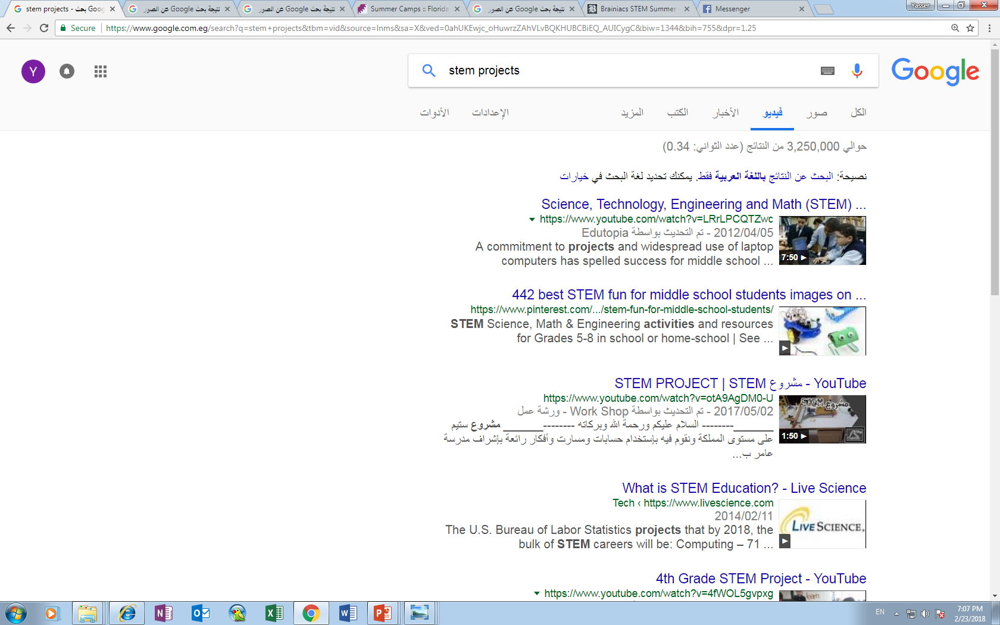 stem projects - بحث Goog
نتيجة بحث Google عن الصور
نتيجة بحث Google عن الصور
Summer Camps :: Florida
نتيجة بحث Google عن الصور
Brainiacs STEM Summer
Messenger
Yasser
Secure
https://www.google.com.eg/search?q=stem+projects&tbm=vid&source=lnms&sa=X&ved=0ahUKEwjc_oHuwrzZAhVLvBQKHUBCBiEQ_AUICygC&biw=1344&bih=755&dpr=1.25
Y
stem projects
Google
الكل
صور
فيديو
الأخبار
الكتب
المزيد
الإعدادات
الأدوات
حوالي 3,250,000 من النتائج (عدد الثواني: 0.34)
نصيحة: البحث عن النتائج باللغة العربية فقط. يمكنك تحديد لغة البحث في خيارات
Science, Technology, Engineering and Math (STEM) ...
https://www.youtube.com/watch?v=LRrLPCQTZwc
2012/04/05 - تم التحديث بواسطة Edutopia
A commitment to projects and widespread use of laptop
computers has spelled success for middle school ...
7:50
442 best STEM fun for middle school students images on ...
https://www.pinterest.com/.../stem-fun-for-middle-school-students/
STEM Science, Math & Engineering activities and resources
for Grades 5-8 in school or home-school | See ...
STEM PROJECT | STEM مشروع - YouTube
https://www.youtube.com/watch?v=otA9AgDM0-U
2017/05/02 - تم التحديث بواسطة Work Shop - ورشة عمل
______-------- السلام عليكم ورحمة الله وبركاته --------______ مشروع ستيم
على مستوى المملكة ونقوم فيه بإستخدام حسابات ومسارت وأفكار رائعة بإشراف مدرسة
عامر ب...
مشروع STEM
1:50
What is STEM Education? - Live Science
Tech ‹ https://www.livescience.com
2014/02/11
The U.S. Bureau of Labor Statistics projects that by 2018, the
bulk of STEM careers will be: Computing – 71 ...
LIVESCIENCE.
4th Grade STEM Project - YouTube
https://www.youtube.com/watch?v=4fWOL5gvpxg
learn
EN
7:07 PM
2/23/2018